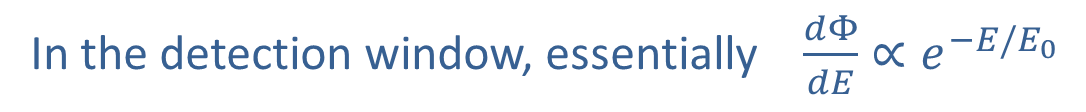 In the detection window, essentially dΦ/dE ∝ e^{−E/E₀}